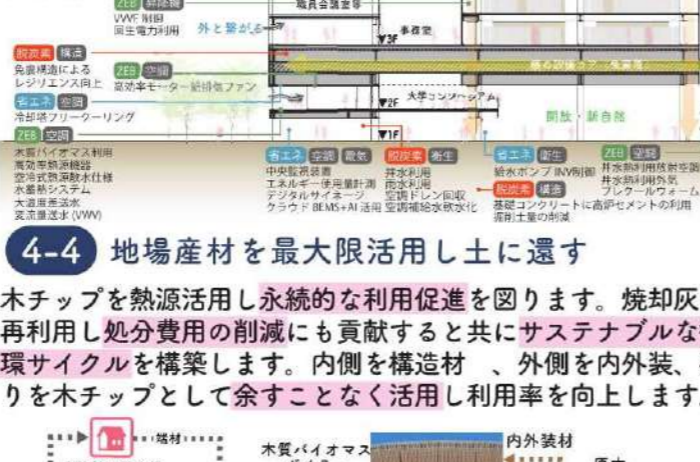 ZEB 昇降機
VVVF 制御
回生電力利用
外と繋がる
職員会議室等
事務室
▼3F
脱炭素 構造
免震構造による
レジリエンス向上
ZEB 空調
高効率モーター給排気ファン
省エネ 空調
冷却塔フリークーリング
▼2F
大学コンソーシアム
開放・新自然
▼1F
ZEB 空調
木質バイオマス利用
高効率熱源機器
空冷式熱源散水仕様
水蓄熱システム
大温度差送水
変流量送水 (VWV)
省エネ 空調 電気
中央監視装置
エネルギー使用量計測
デジタルサイネージ
クラウド BEMS+AI 活用
脱炭素 衛生
井水利用
雨水利用
空調ドレン回収
空調補給水軟水化
省エネ 衛生
給水ポンプ INV制御
脱炭素 構造
基礎コンクリートに高炉セメントの利用
掘削土量の削減
ZEB 空調
井水熱利用放射空調
井水熱利用外気
プレクールウォーム
4-4 地場産材を最大限活用し土に還す
木チップを熱源活用し永続的な利用促進を図ります。焼却灰
再利用し処分費用の削減にも貢献すると共にサステナブルな
環サイクルを構築します。内側を構造材 、外側を内外装、
りを木チップとして余すことなく活用し利用率を向上します
端材
木質バイオマス
内外装材